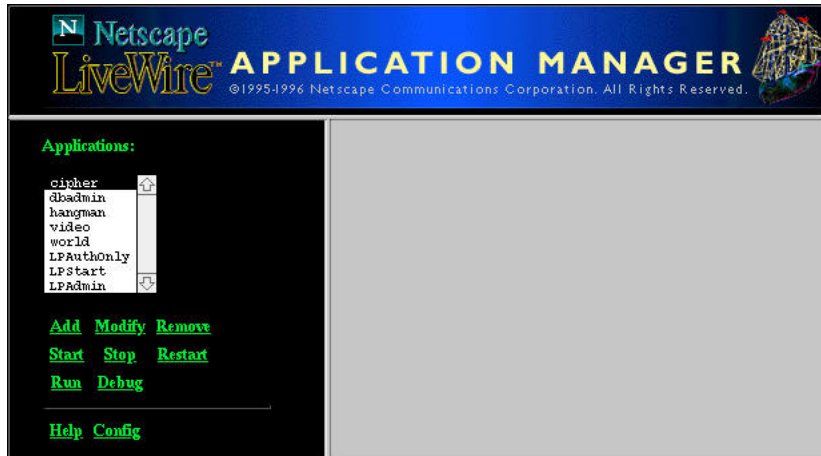 N Netscape
LiveWire™ APPLICATION MANAGER
©1995-1996 Netscape Communications Corporation. All Rights Reserved.
Applications:
cipher
dbadmin
hangman
video
world
LPAuthOnly
LPStart
LPAdmin
Add Modify Remove
Start Stop Restart
Run Debug
Help Config